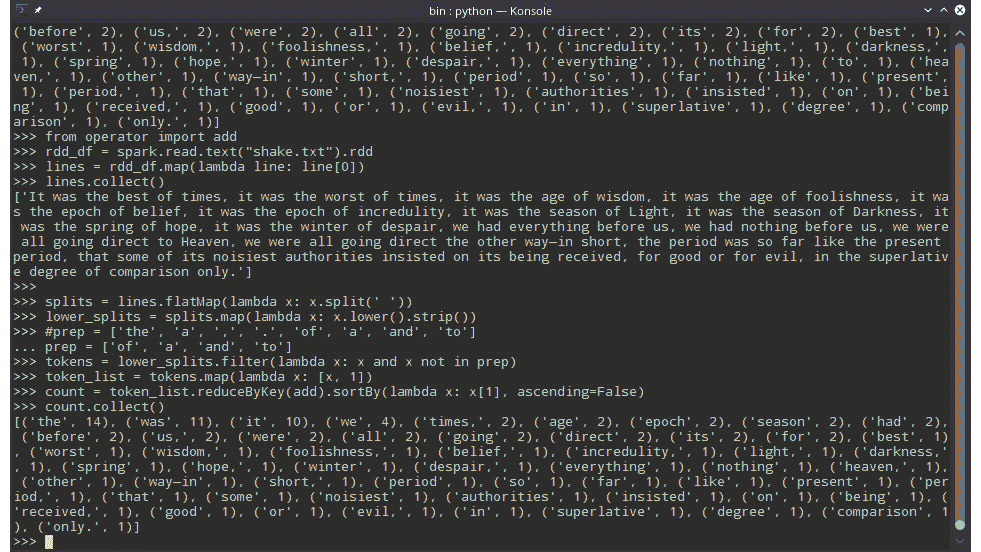 bin : python — Konsole
('before', 2), ('us,', 2), ('were', 2), ('all', 2), ('going', 2), ('direct', 2), ('its', 2), ('for', 2), ('best', 1),
('worst', 1), ('wisdom,', 1), ('foolishness,', 1), ('belief,', 1), ('incredulity,', 1), ('light,', 1), ('darkness,'
, 1), ('spring', 1), ('hope,', 1), ('winter', 1), ('despair,', 1), ('everything', 1), ('nothing', 1), ('to', 1), ('hea
ven,', 1), ('other', 1), ('way—in', 1), ('short,', 1), ('period', 1), ('so', 1), ('far', 1), ('like', 1), ('present',
1), ('period,', 1), ('that', 1), ('some', 1), ('noisiest', 1), ('authorities', 1), ('insisted', 1), ('on', 1), ('bei
ng', 1), ('received,', 1), ('good', 1), ('or', 1), ('evil,', 1), ('in', 1), ('superlative', 1), ('degree', 1), ('comp
arison', 1), ('only.', 1)]
>>> from operator import add
>>> rdd_df = spark.read.text("shake.txt").rdd
>>> lines = rdd_df.map(lambda line: line[0])
>>> lines.collect()
['It was the best of times, it was the worst of times, it was the age of wisdom, it was the age of foolishness, it wa
s the epoch of belief, it was the epoch of incredulity, it was the season of Light, it was the season of Darkness, it
was the spring of hope, it was the winter of despair, we had everything before us, we had nothing before us, we were
all going direct to Heaven, we were all going direct the other way—in short, the period was so far like the present
period, that some of its noisiest authorities insisted on its being received, for good or for evil, in the superlativ
e degree of comparison only.']
>>>
>>> splits = lines.flatMap(lambda x: x.split(' '))
>>> lower_splits = splits.map(lambda x: x.lower().strip())
>>> #prep = ['the', 'a', ',', '.', 'of', 'a', 'and', 'to']
... prep = ['of', 'a', 'and', 'to']
>>> tokens = lower_splits.filter(lambda x: x and x not in prep)
>>> token_list = tokens.map(lambda x: [x, 1])
>>> count = token_list.reduceByKey(add).sortBy(lambda x: x[1], ascending=False)
>>> count.collect()
[('the', 14), ('was', 11), ('it', 10), ('we', 4), ('times,', 2), ('age', 2), ('epoch', 2), ('season', 2), ('had', 2),
('before', 2), ('us,', 2), ('were', 2), ('all', 2), ('going', 2), ('direct', 2), ('its', 2), ('for', 2), ('best', 1)
, ('worst', 1), ('wisdom,', 1), ('foolishness,', 1), ('belief,', 1), ('incredulity,', 1), ('light,', 1), ('darkness,'
, 1), ('spring', 1), ('hope,', 1), ('winter', 1), ('despair,', 1), ('everything', 1), ('nothing', 1), ('heaven,', 1),
('other', 1), ('way—in', 1), ('short,', 1), ('period', 1), ('so', 1), ('far', 1), ('like', 1), ('present', 1), ('per
iod,', 1), ('that', 1), ('some', 1), ('noisiest', 1), ('authorities', 1), ('insisted', 1), ('on', 1), ('being', 1), (
'received,', 1), ('good', 1), ('or', 1), ('evil,', 1), ('in', 1), ('superlative', 1), ('degree', 1), ('comparison', 1
), ('only.', 1)]
>>>